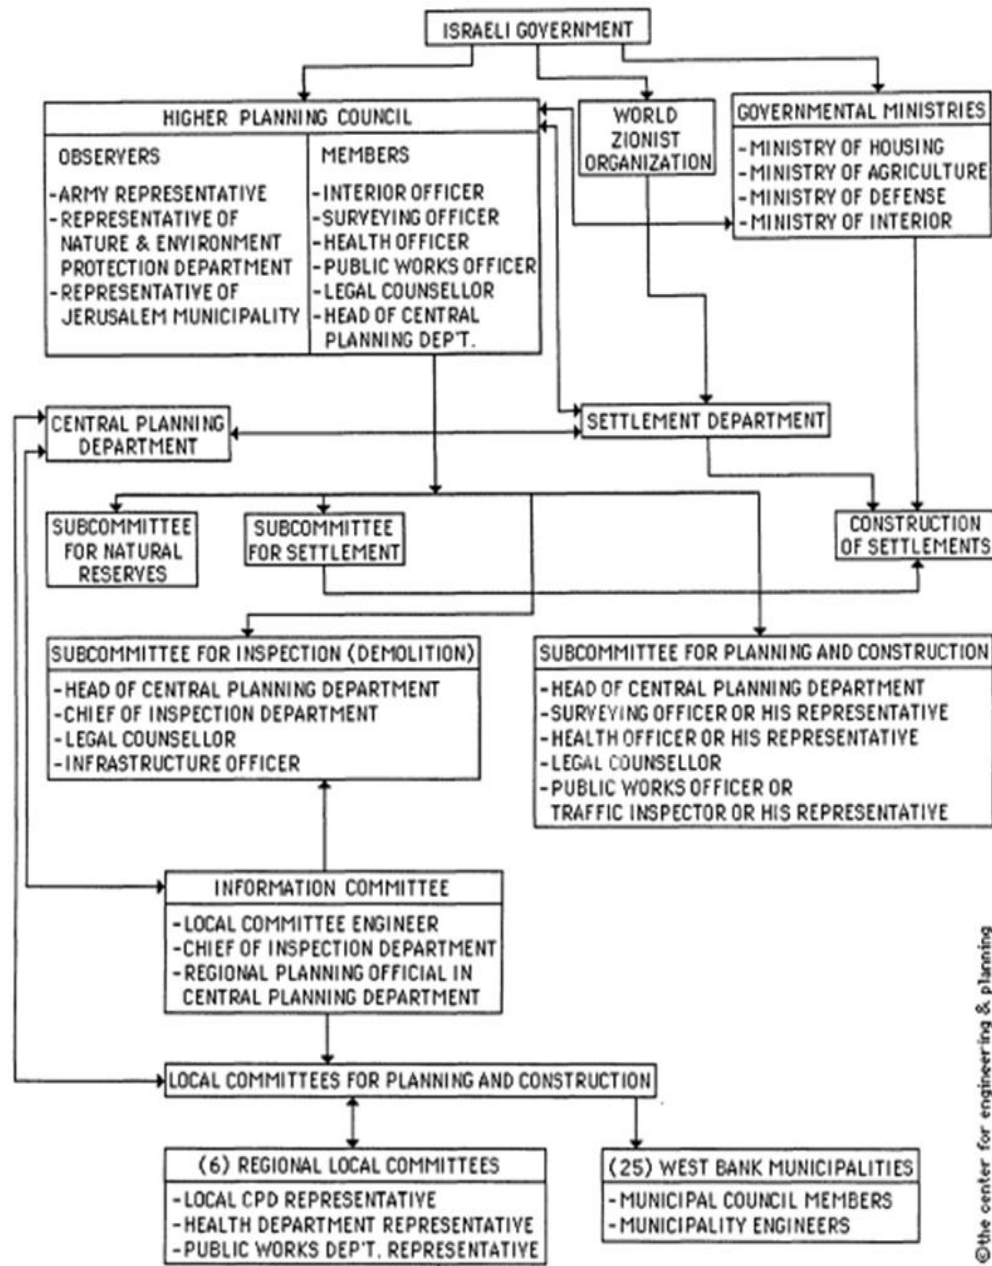 ISRAELI GOVERNMENT
HIGHER PLANNING COUNCIL
OBSERVERS
-ARMY REPRESENTATIVE
-REPRESENTATIVE OF
NATURE & ENVIRONMENT
PROTECTION DEPARTMENT
-REPRESENTATIVE OF
JERUSALEM MUNICIPALITY
MEMBERS
-INTERIOR OFFICER
-SURVEYING OFFICER
-HEALTH OFFICER
-PUBLIC WORKS OFFICER
-LEGAL COUNSELLOR
-HEAD OF CENTRAL
PLANNING DEP'T.
WORLD
ZIONIST
ORGANIZATION
GOVERNMENTAL MINISTRIES
-MINISTRY OF HOUSING
-MINISTRY OF AGRICULTURE
-MINISTRY OF DEFENSE
-MINISTRY OF INTERIOR
CENTRAL PLANNING
DEPARTMENT
SETTLEMENT DEPARTMENT
SUBCOMMITTEE
FOR NATURAL
RESERVES
SUBCOMMITTEE
FOR SETTLEMENT
CONSTRUCTION
OF SETTLEMENTS
SUBCOMMITTEE FOR INSPECTION (DEMOLITION)
-HEAD OF CENTRAL PLANNING DEPARTMENT
-CHIEF OF INSPECTION DEPARTMENT
-LEGAL COUNSELLOR
-INFRASTRUCTURE OFFICER
SUBCOMMITTEE FOR PLANNING AND CONSTRUCTION
-HEAD OF CENTRAL PLANNING DEPARTMENT
-SURVEYING OFFICER OR HIS REPRESENTATIVE
-HEALTH OFFICER OR HIS REPRESENTATIVE
-LEGAL COUNSELLOR
-PUBLIC WORKS OFFICER OR
TRAFFIC INSPECTOR OR HIS REPRESENTATIVE
INFORMATION COMMITTEE
-LOCAL COMMITTEE ENGINEER
-CHIEF OF INSPECTION DEPARTMENT
-REGIONAL PLANNING OFFICIAL IN
CENTRAL PLANNING DEPARTMENT
LOCAL COMMITTEES FOR PLANNING AND CONSTRUCTION
(6) REGIONAL LOCAL COMMITTEES
-LOCAL CPD REPRESENTATIVE
-HEALTH DEPARTMENT REPRESENTATIVE
-PUBLIC WORKS DEP'T. REPRESENTATIVE
(25) WEST BANK MUNICIPALITIES
-MUNICIPAL COUNCIL MEMBERS
-MUNICIPALITY ENGINEERS
©the center for engineering & planning